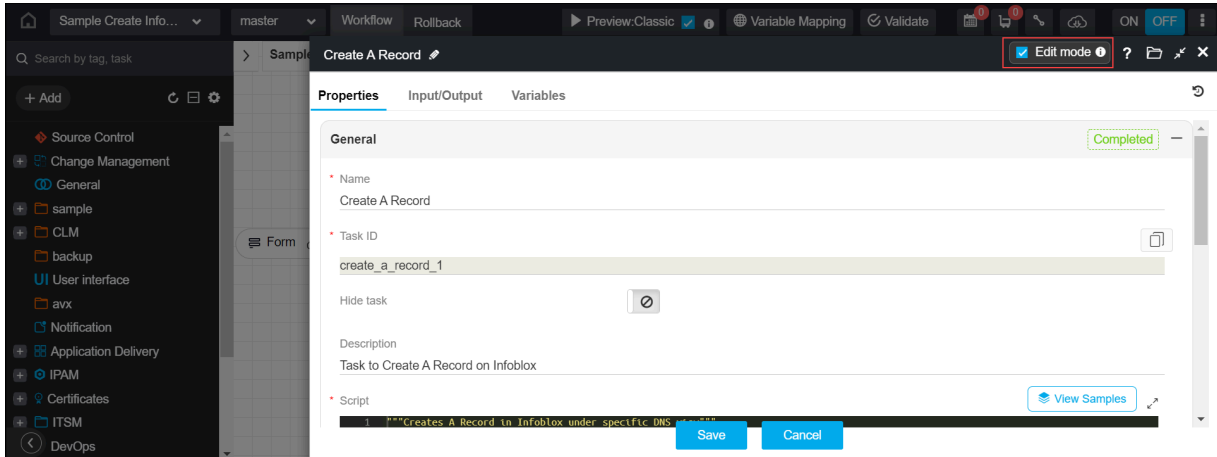 Sample Create Info...
master
Workflow
Rollback
Preview:Classic
Variable Mapping
Validate
0
0
ON OFF
Search by tag, task
Sample
Create A Record
Edit mode
?
+ Add
Properties
Input/Output
Variables
Source Control
Change Management
General
sample
CLM
backup
UI User interface
avx
Notification
Application Delivery
IPAM
Certificates
ITSM
DevOps
Form
General
Completed
* Name
Create A Record
* Task ID
create_a_record_1
Hide task
Description
Task to Create A Record on Infoblox
* Script
View Samples
1 """Creates A Record in Infoblox under specific DNS
Save
Cancel